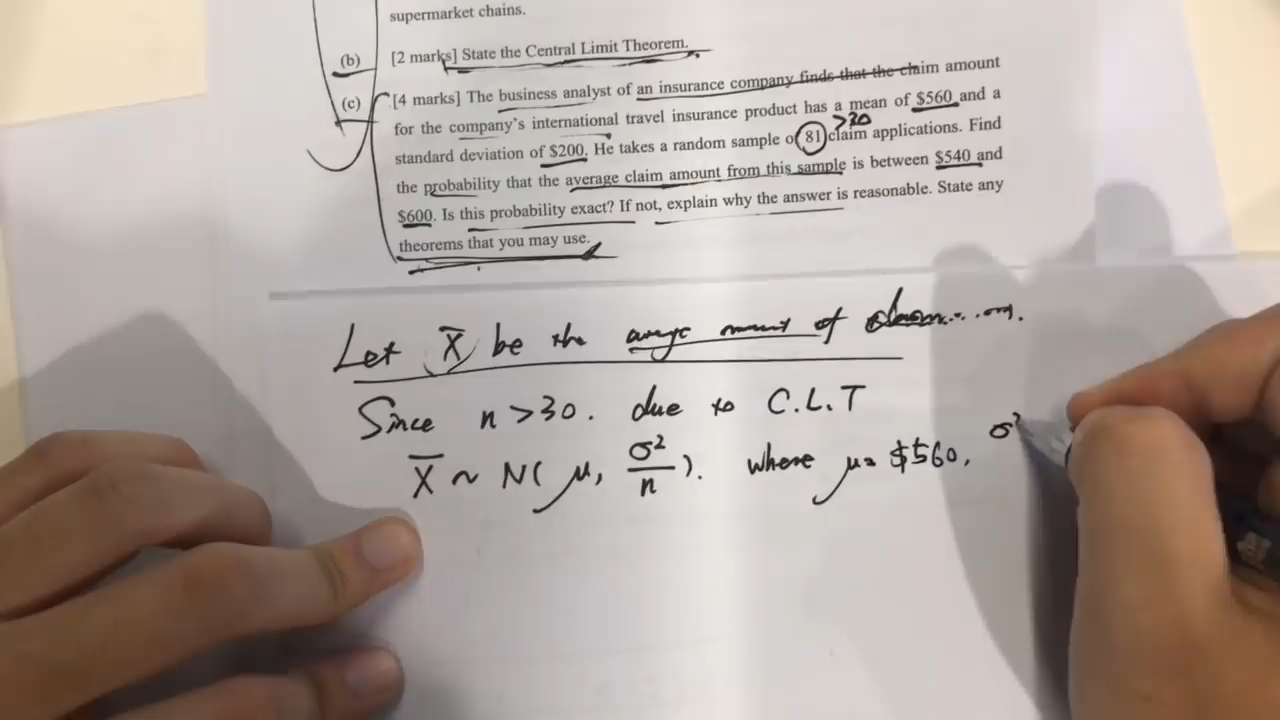 supermarket chains.
(b) [2 marks] State the Central Limit Theorem.
(c) [4 marks] The business analyst of an insurance company finds that the claim amount
for the company's international travel insurance product has a mean of $560 and a
>30
standard deviation of $200. He takes a random sample of 81 claim applications. Find
the probability that the average claim amount from this sample is between $540 and
$600. Is this probability exact? If not, explain why the answer is reasonable. State any
theorems that you may use.
Let X̄ be the average amount of
Since n >30. due to C.L.T
X̄ ~ N( μ, σ²/n ). where μ = $560, σ²